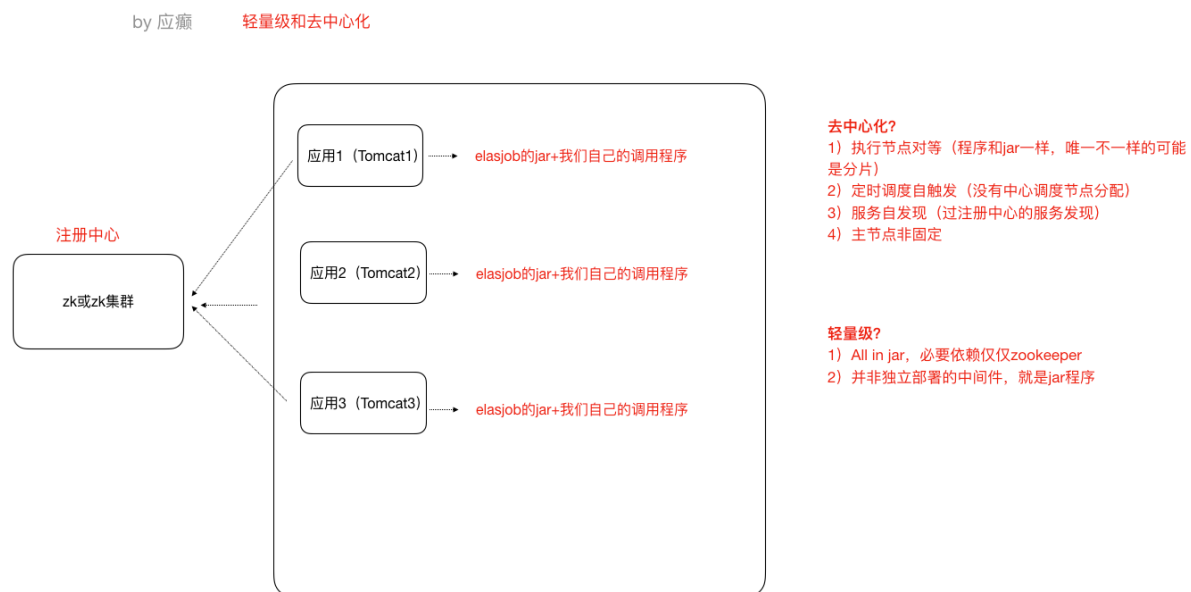 by 应癫
轻量级和去中心化
应用1（Tomcat1）
elasjob的jar+我们自己的调用程序
注册中心
zk或zk集群
应用2（Tomcat2）
elasjob的jar+我们自己的调用程序
应用3（Tomcat3）
elasjob的jar+我们自己的调用程序
去中心化?
1）执行节点对等（程序和jar一样，唯一不一样的可能
是分片）
2）定时调度自触发（没有中心调度节点分配）
3）服务自发现（过注册中心的服务发现）
4）主节点非固定
轻量级?
1）All in jar，必要依赖仅仅zookeeper
2）并非独立部署的中间件，就是jar程序